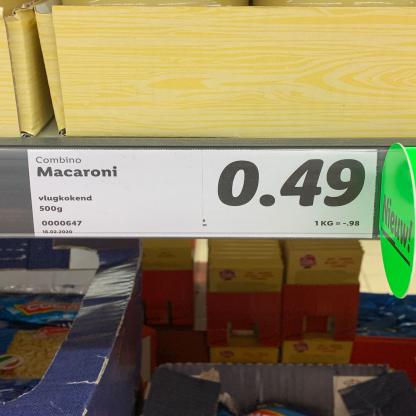 Combino
Macaroni
0.49
vlugkokend
500g
0000647
1 KG = -.98
18.02.2020
Nieuw!